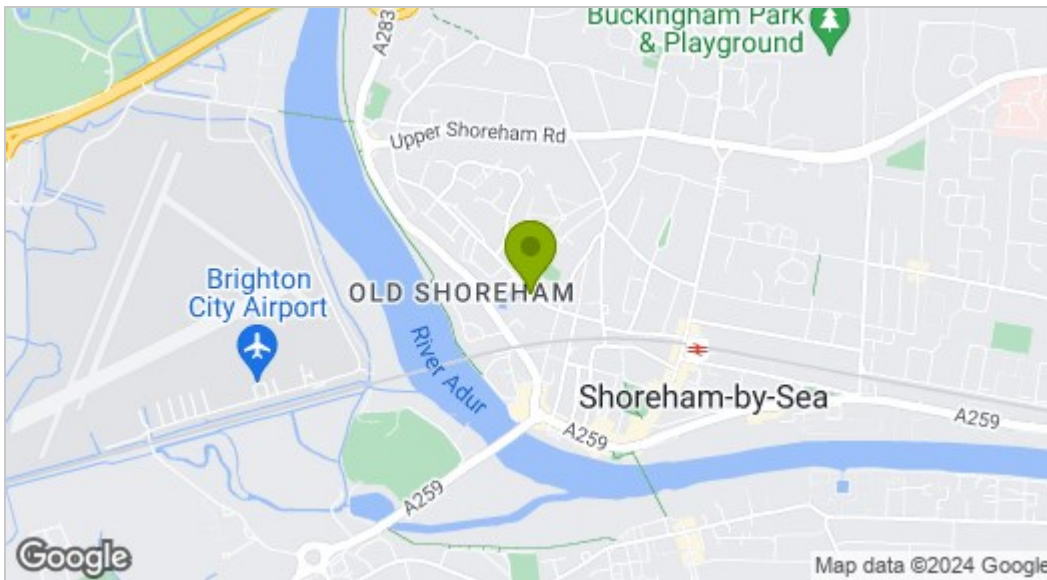 Buckingham Park
& Playground
A283
Upper Shoreham Rd
Brighton
City Airport
OLD SHOREHAM
River Adur
Shoreham-by-Sea
A259
A259
A259
Google
Map data ©2024 Google